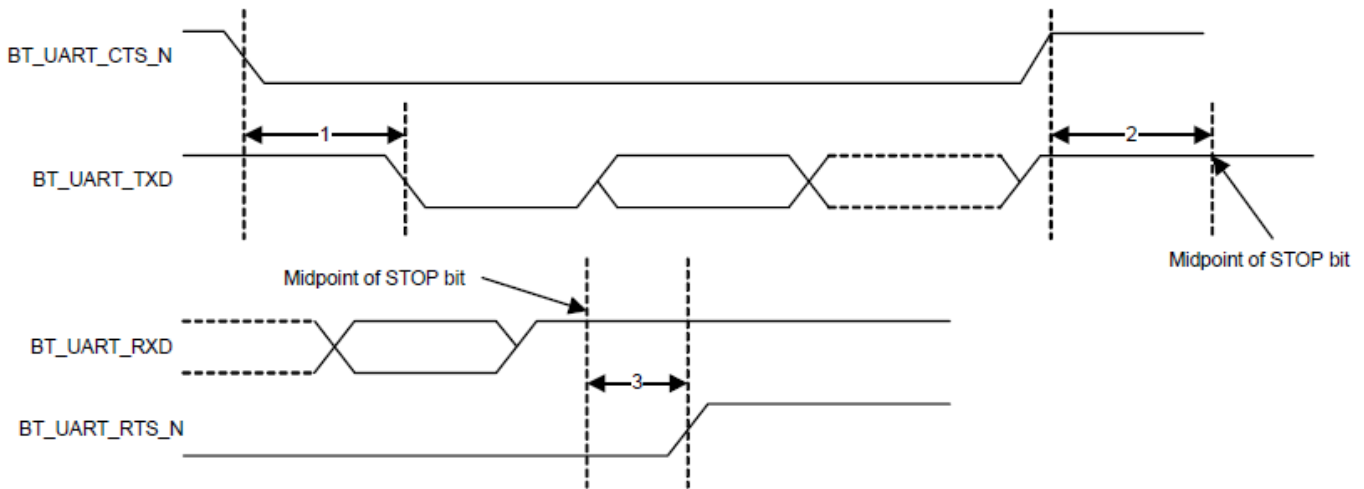 BT_UART_CTS_N
1
2
BT_UART_TXD
Midpoint of STOP bit
Midpoint of STOP bit
BT_UART_RXD
3
BT_UART_RTS_N